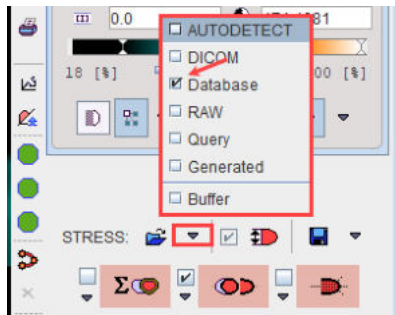 0.0
AUTODETECT
DICOM
18 [%]
00 [%]
Database
RAW
Query
Generated
Buffer
STRESS:
Σ